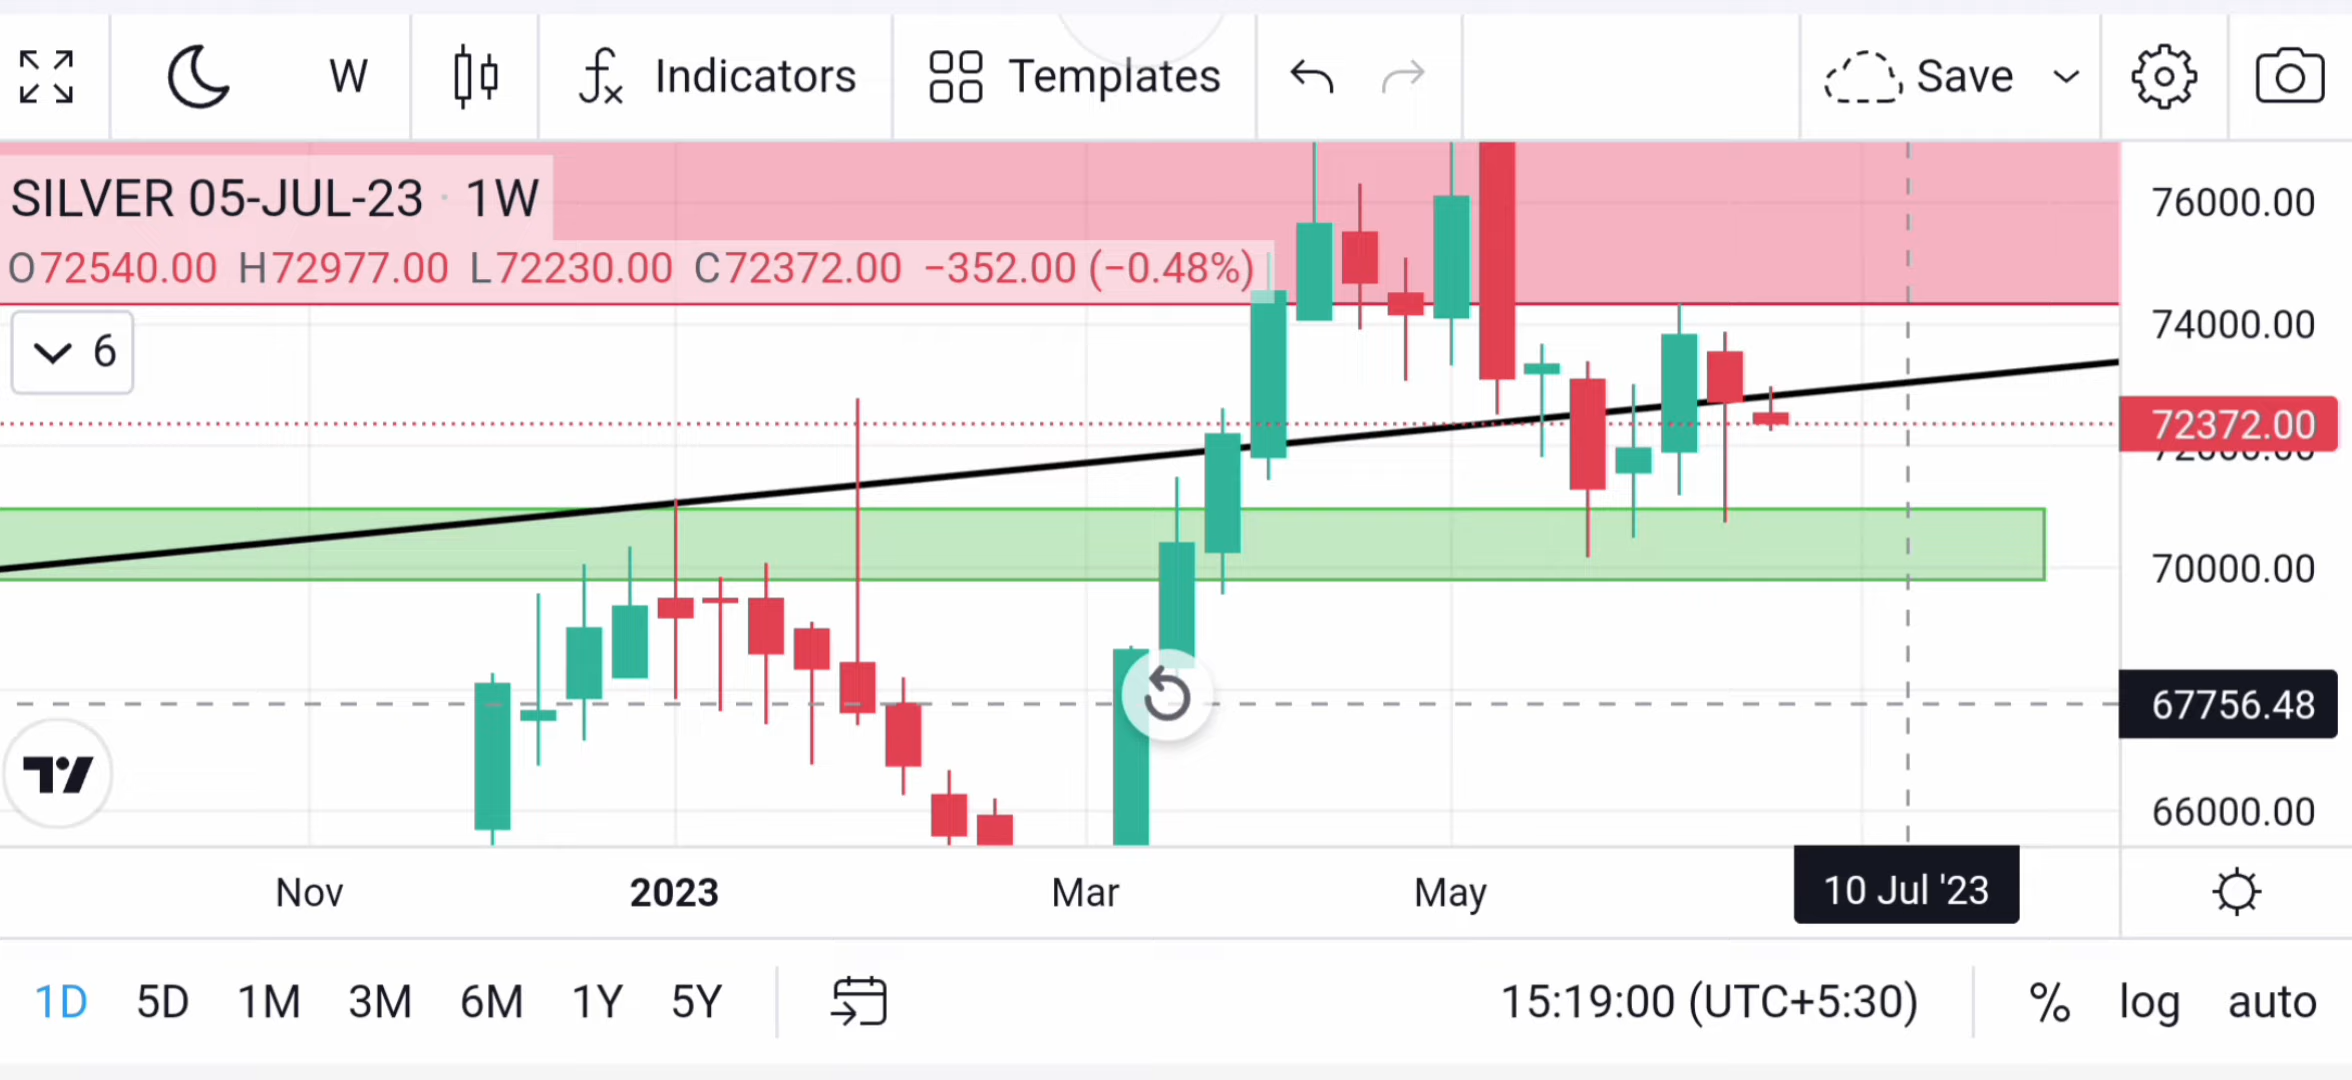 W Indicators Templates Save
SILVER 05-JUL-23 · 1W
O72540.00 H72977.00 L72230.00 C72372.00 −352.00 (−0.48%)
6
76000.00
74000.00
72372.00
72000.00
70000.00
67756.48
66000.00
Nov 2023 Mar May 10 Jul '23
1D 5D 1M 3M 6M 1Y 5Y 15:19:00 (UTC+5:30) % log auto